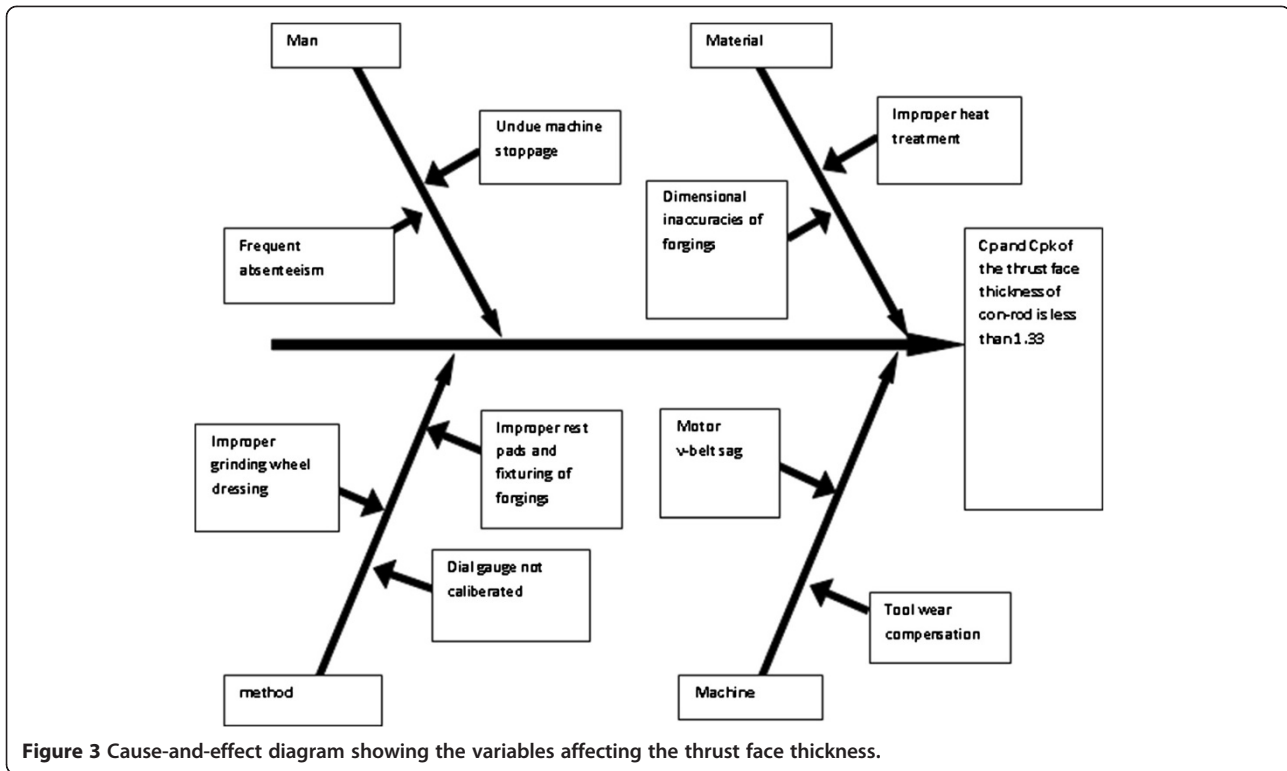 Man
Material
Undue machine
stoppage
Improper heat
treatment
Dimensional
inaccuracies of
forgings
Frequent
absenteeism
Cp and Cpk of
the thrust face
thickness of
con-rod is less
than 1.33
Improper
grinding wheel
dressing
Improper rest
pads and
fixturing of
forgings
Motor
v-belt sag
Dial gauge not
caliberated
Tool wear
compensation
method
Machine
Figure 3 Cause-and-effect diagram showing the variables affecting the thrust face thickness.